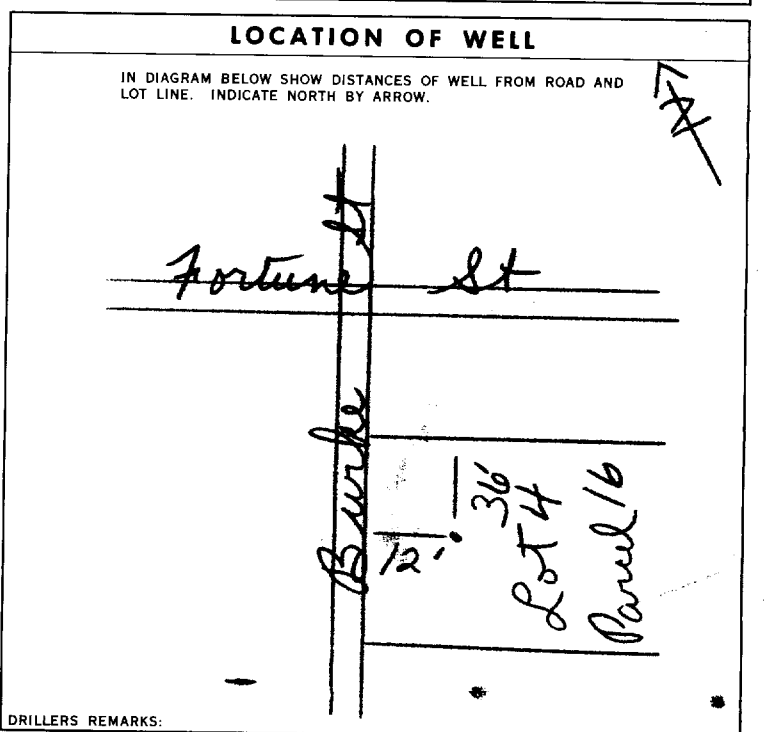 LOCATION OF WELL
IN DIAGRAM BELOW SHOW DISTANCES OF WELL FROM ROAD AND
LOT LINE. INDICATE NORTH BY ARROW.
N
Fortune St
Burke St
12'
36'
Lot 4
Parcel 16
DRILLERS REMARKS: